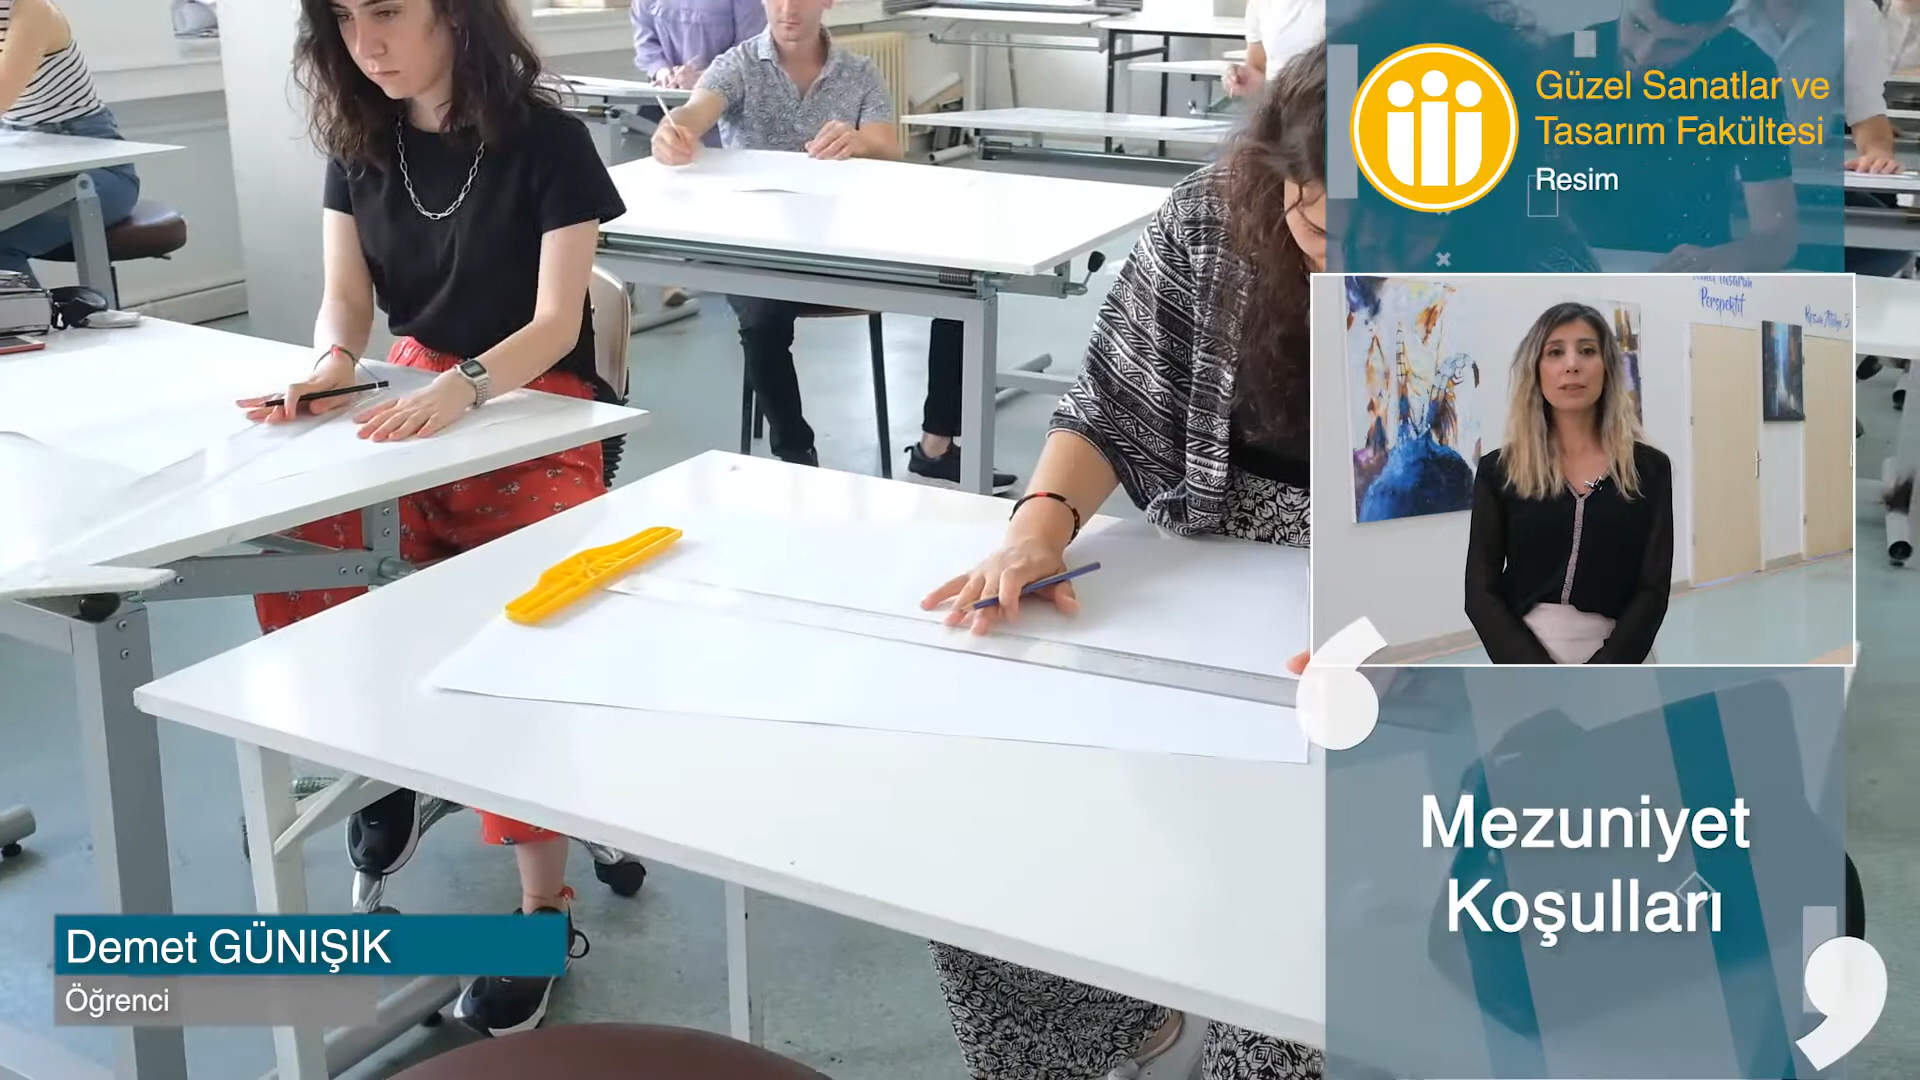 Güzel Sanatlar ve
Tasarım Fakültesi
Resim
Perspektif
Mezuniyet
Koşulları
Demet GÜNIŞIK
Öğrenci